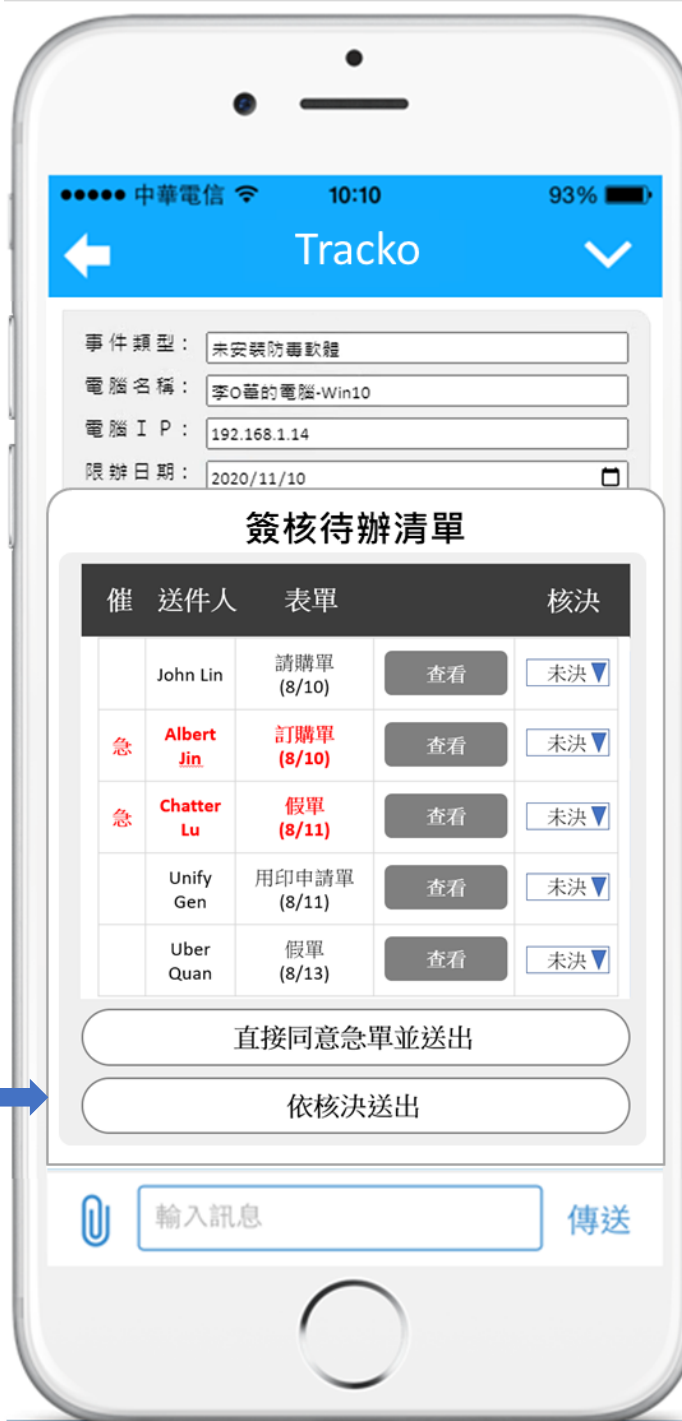 中華電信 10:10 93%
Tracko
事件類型： 未安裝防毒軟體
電腦名稱： 李O華的電腦-Win10
電腦ＩＰ： 192.168.1.14
限辦日期： 2020/11/10
簽核待辦清單
催 送件人 表單 核決
John Lin 請購單 (8/10) 查看 未決
急 Albert Jin 訂購單 (8/10) 查看 未決
急 Chatter Lu 假單 (8/11) 查看 未決
Unify Gen 用印申請單 (8/11) 查看 未決
Uber Quan 假單 (8/13) 查看 未決
直接同意急單並送出
依核決送出
輸入訊息 傳送